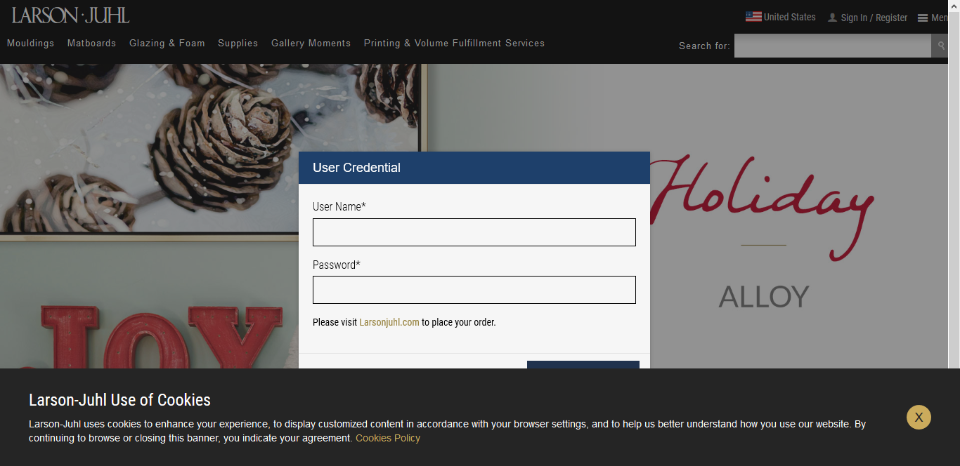 LARSON·JUHL
United States
Sign In / Register
Men
Mouldings Matboards Glazing & Foam Supplies Gallery Moments Printing & Volume Fulfillment Services
Search for:
User Credential
User Name*
Password*
Please visit Larsonjuhl.com to place your order.
Holiday
ALLOY
JOY
Larson-Juhl Use of Cookies
Larson-Juhl uses cookies to enhance your experience, to display customized content in accordance with your browser settings, and to help us better understand how you use our website. By
continuing to browse or closing this banner, you indicate your agreement. Cookies Policy
X